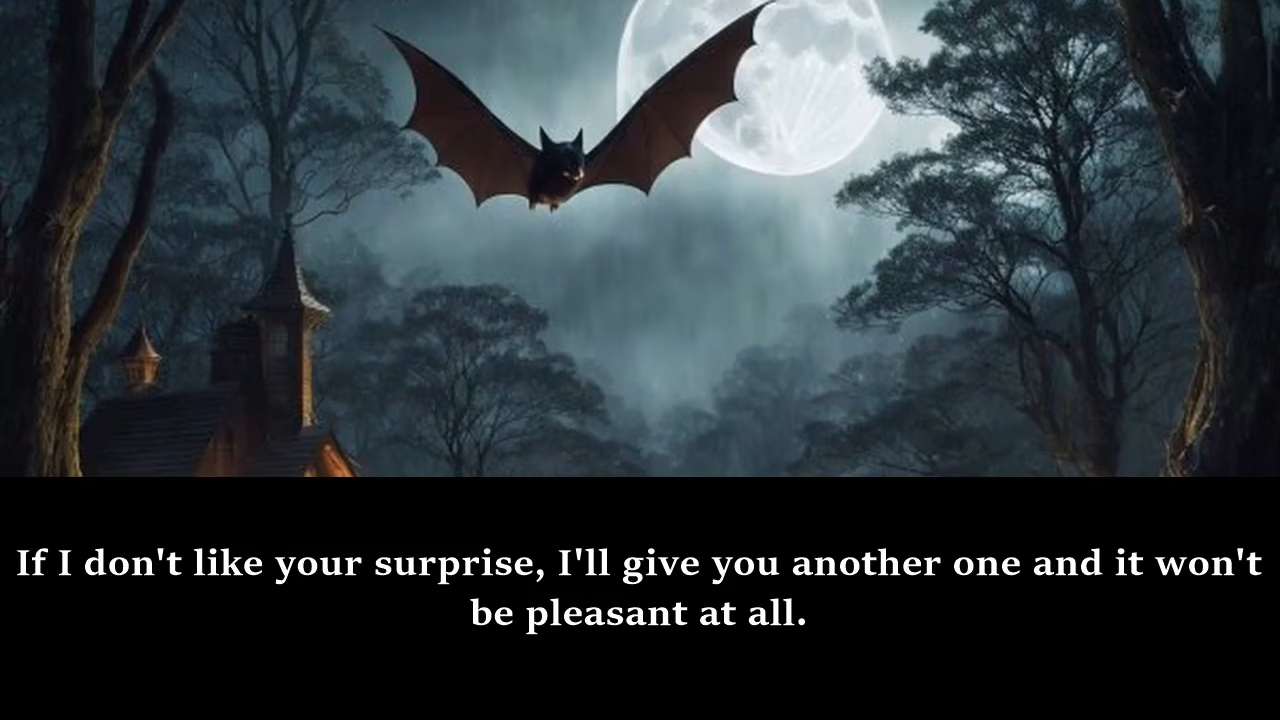 If I don't like your surprise, I'll give you another one and it won't
be pleasant at all.